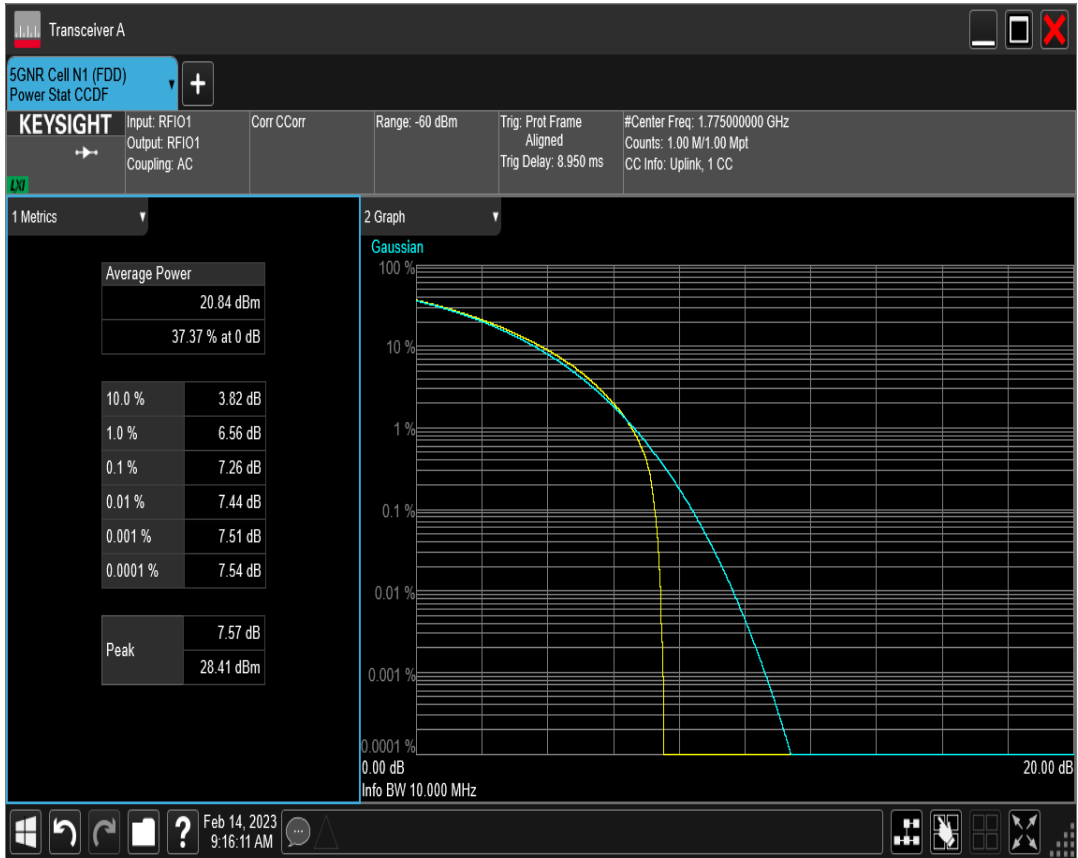 Transceiver A
5GNR Cell N1 (FDD)
Power Stat CCDF
+
KEYSIGHT
LXI
Input: RFIO1
Output: RFIO1
Coupling: AC
Corr CCorr
Range: -60 dBm
Trig: Prot Frame
Aligned
Trig Delay: 8.950 ms
#Center Freq: 1.775000000 GHz
Counts: 1.00 M/1.00 Mpt
CC Info: Uplink, 1 CC
1 Metrics
Average Power
20.84 dBm
37.37 % at 0 dB
10.0 % 3.82 dB
1.0 % 6.56 dB
0.1 % 7.26 dB
0.01 % 7.44 dB
0.001 % 7.51 dB
0.0001 % 7.54 dB
Peak 7.57 dB
28.41 dBm
2 Graph
Gaussian
100 %
10 %
1 %
0.1 %
0.01 %
0.001 %
0.0001 %
0.00 dB 20.00 dB
Info BW 10.000 MHz
?
Feb 14, 2023
9:16:11 AM